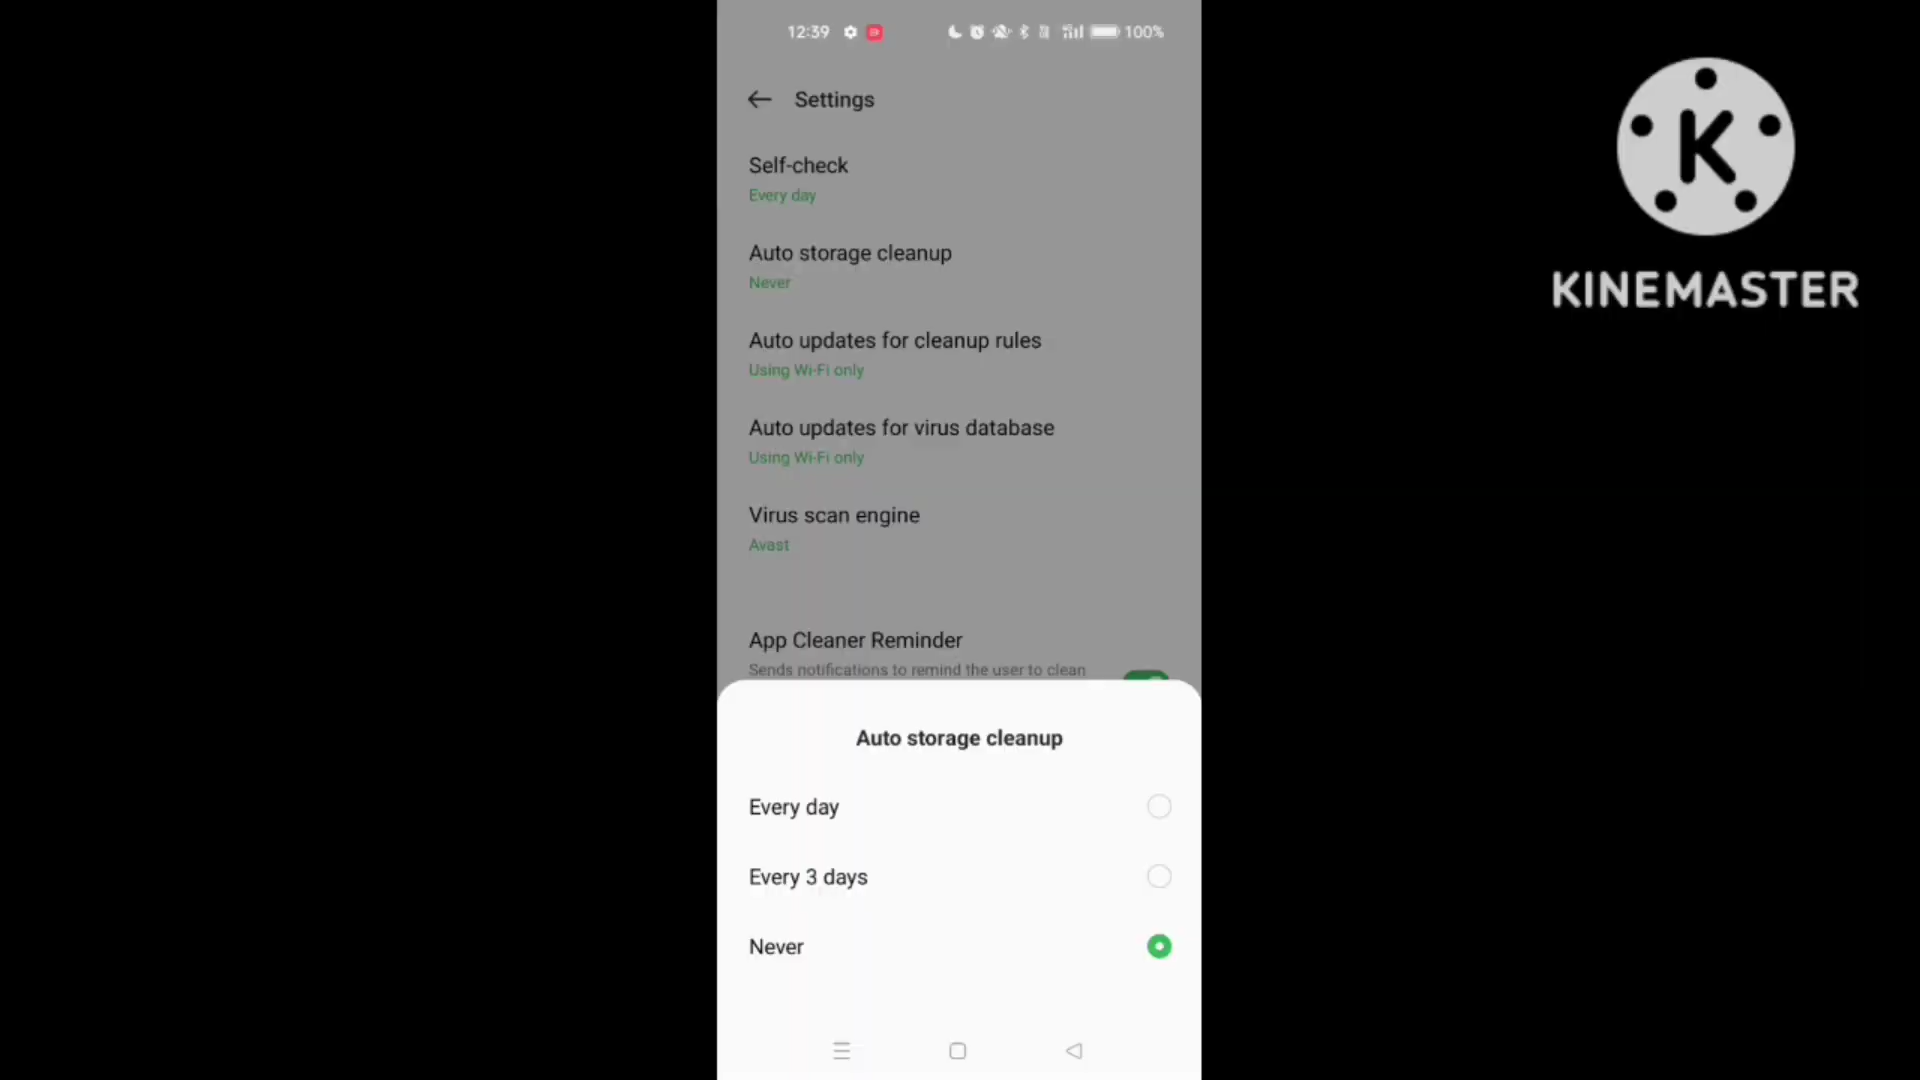 12:39
100%
Settings
Self-check
Every day
Auto storage cleanup
Never
Auto updates for cleanup rules
Using Wi-Fi only
Auto updates for virus database
Using Wi-Fi only
Virus scan engine
Avast
App Cleaner Reminder
Sends notifications to remind the user to clean
Auto storage cleanup
Every day
Every 3 days
Never
K
KINEMASTER